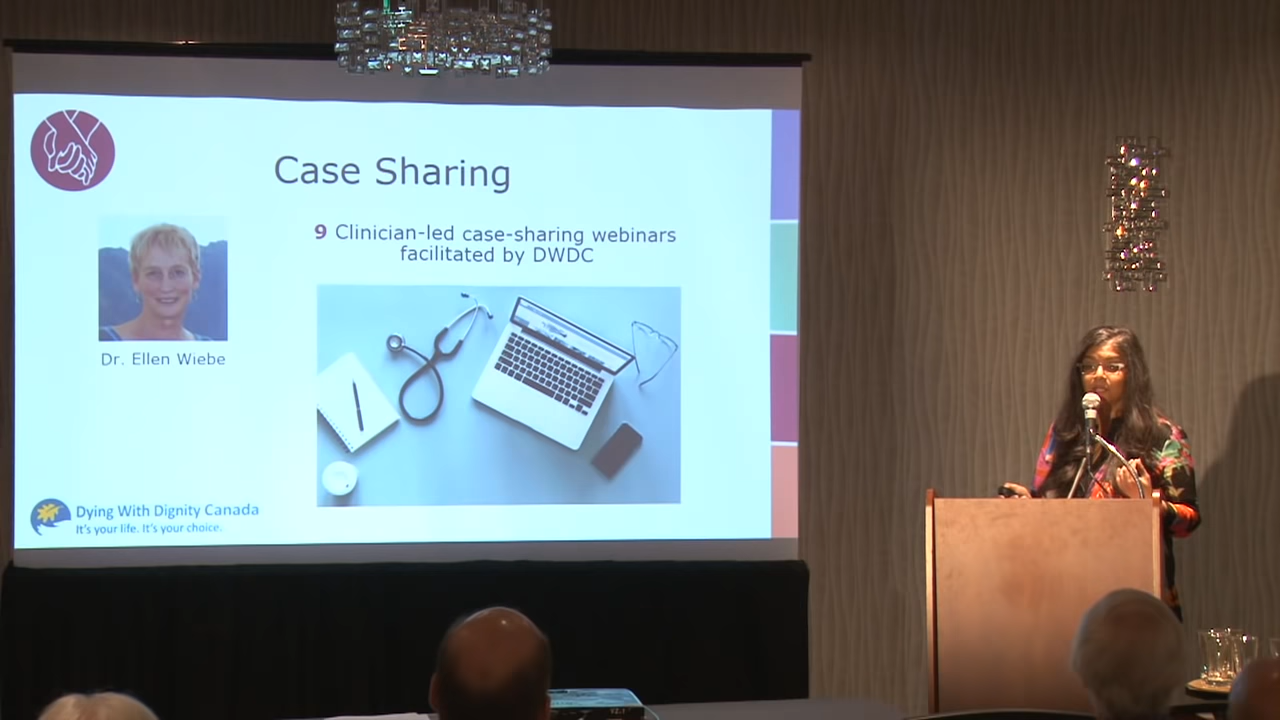 Case Sharing
9 Clinician-led case-sharing webinars
facilitated by DWDC
Dr. Ellen Wiebe
Dying With Dignity Canada
It's your life. It's your choice.